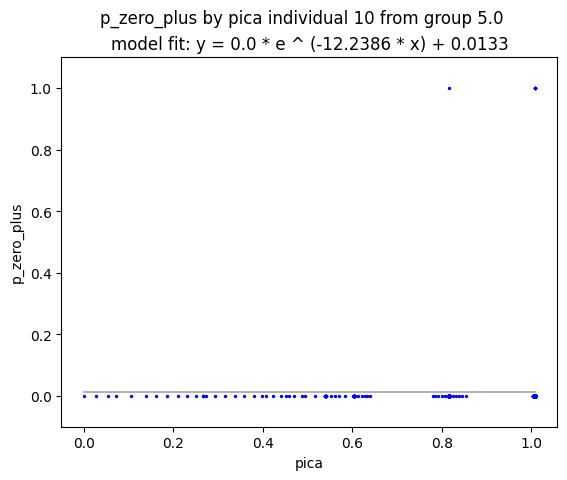 p_zero_plus by pica individual 10 from group 5.0
model fit: y = 0.0 * e ^ (-12.2386 * x) + 0.0133
1.0
0.8
0.6
0.4
0.2
0.0
p_zero_plus
0.0 0.2 0.4 0.6 0.8 1.0
pica